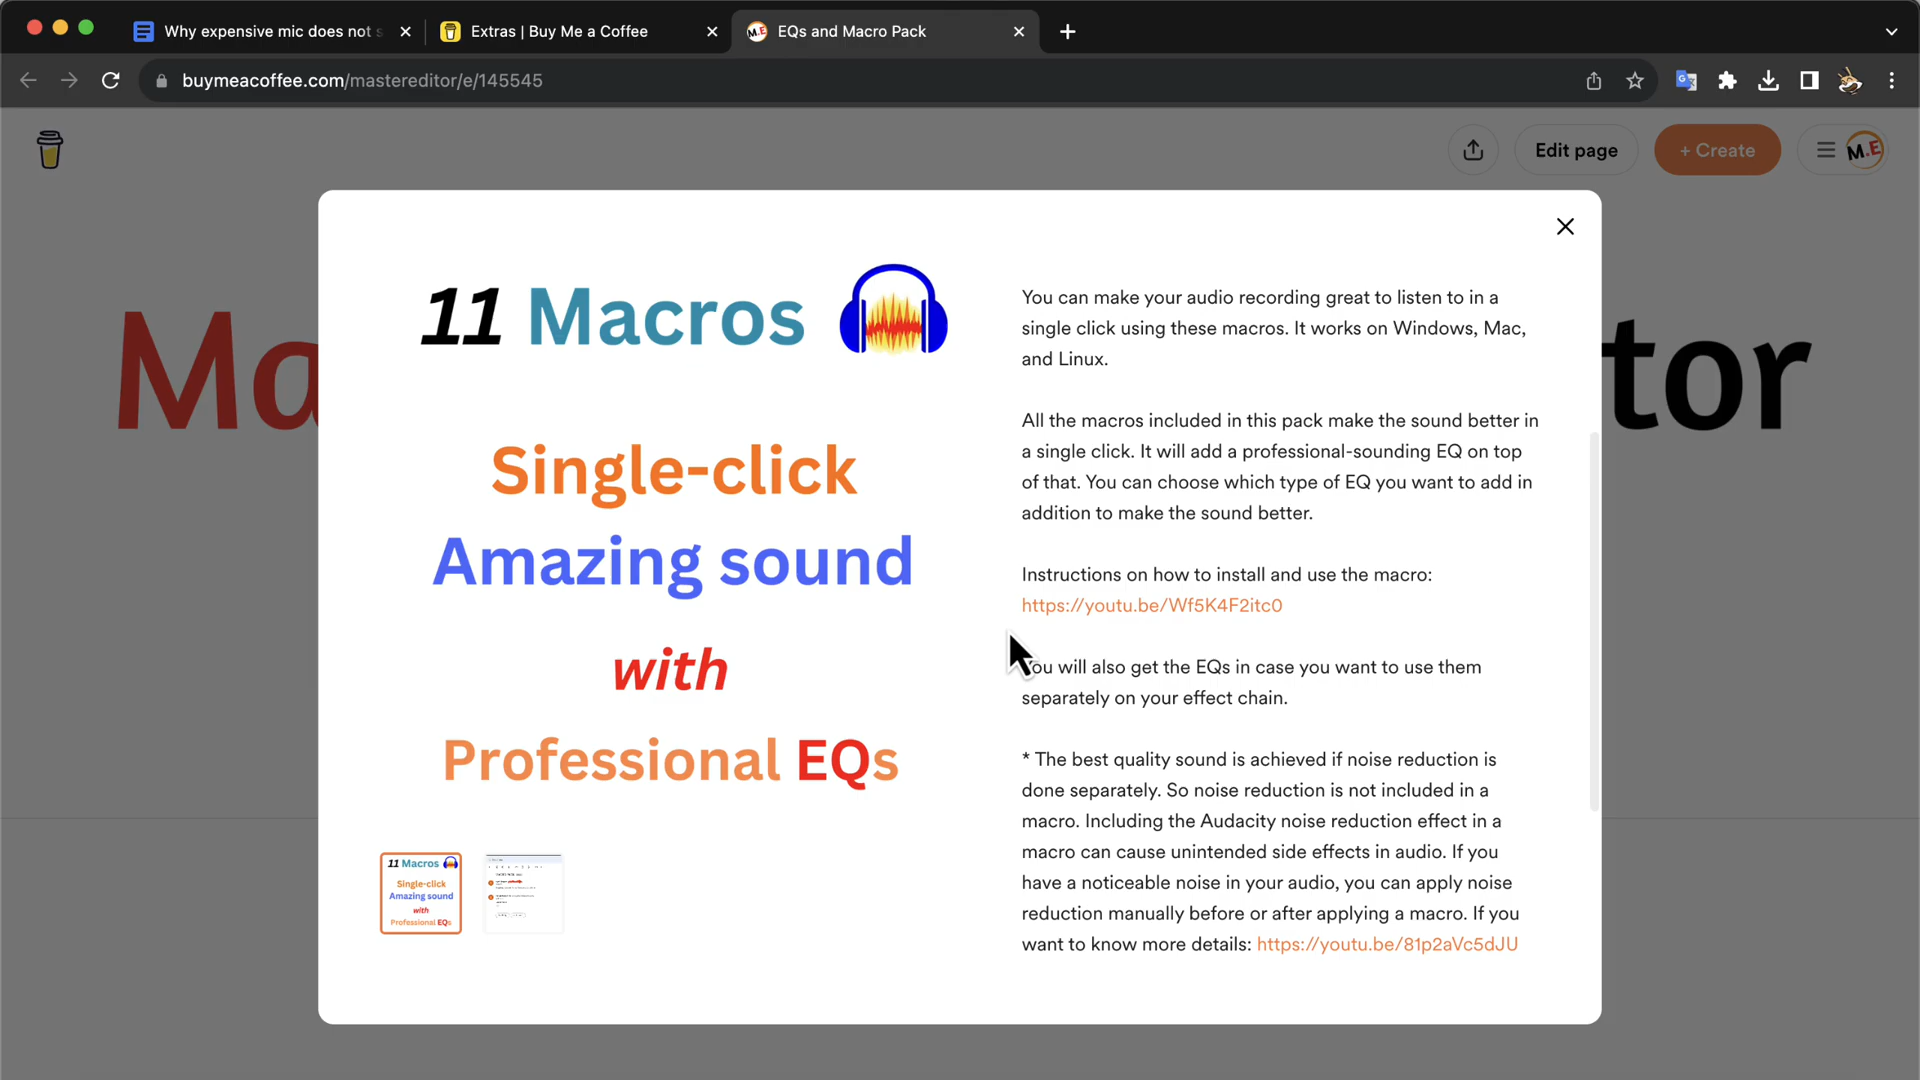 Why expensive mic does not s
Extras | Buy Me a Coffee
M.E
EQs and Macro Pack
buymeacoffee.com/mastereditor/e/145545
Edit page
+ Create
M.E
Ma
tor
11 Macros
Single-click
Amazing sound
with
Professional EQs
You can make your audio recording great to listen to in a
single click using these macros. It works on Windows, Mac,
and Linux.
All the macros included in this pack make the sound better in
a single click. It will add a professional-sounding EQ on top
of that. You can choose which type of EQ you want to add in
addition to make the sound better.
Instructions on how to install and use the macro:
https://youtu.be/Wf5K4F2itc0
You will also get the EQs in case you want to use them
separately on your effect chain.
* The best quality sound is achieved if noise reduction is
done separately. So noise reduction is not included in a
macro. Including the Audacity noise reduction effect in a
macro can cause unintended side effects in audio. If you
have a noticeable noise in your audio, you can apply noise
reduction manually before or after applying a macro. If you
want to know more details: https://youtu.be/81p2aVc5dJU
11 Macros
Single-click
Amazing sound
with
Professional EQs